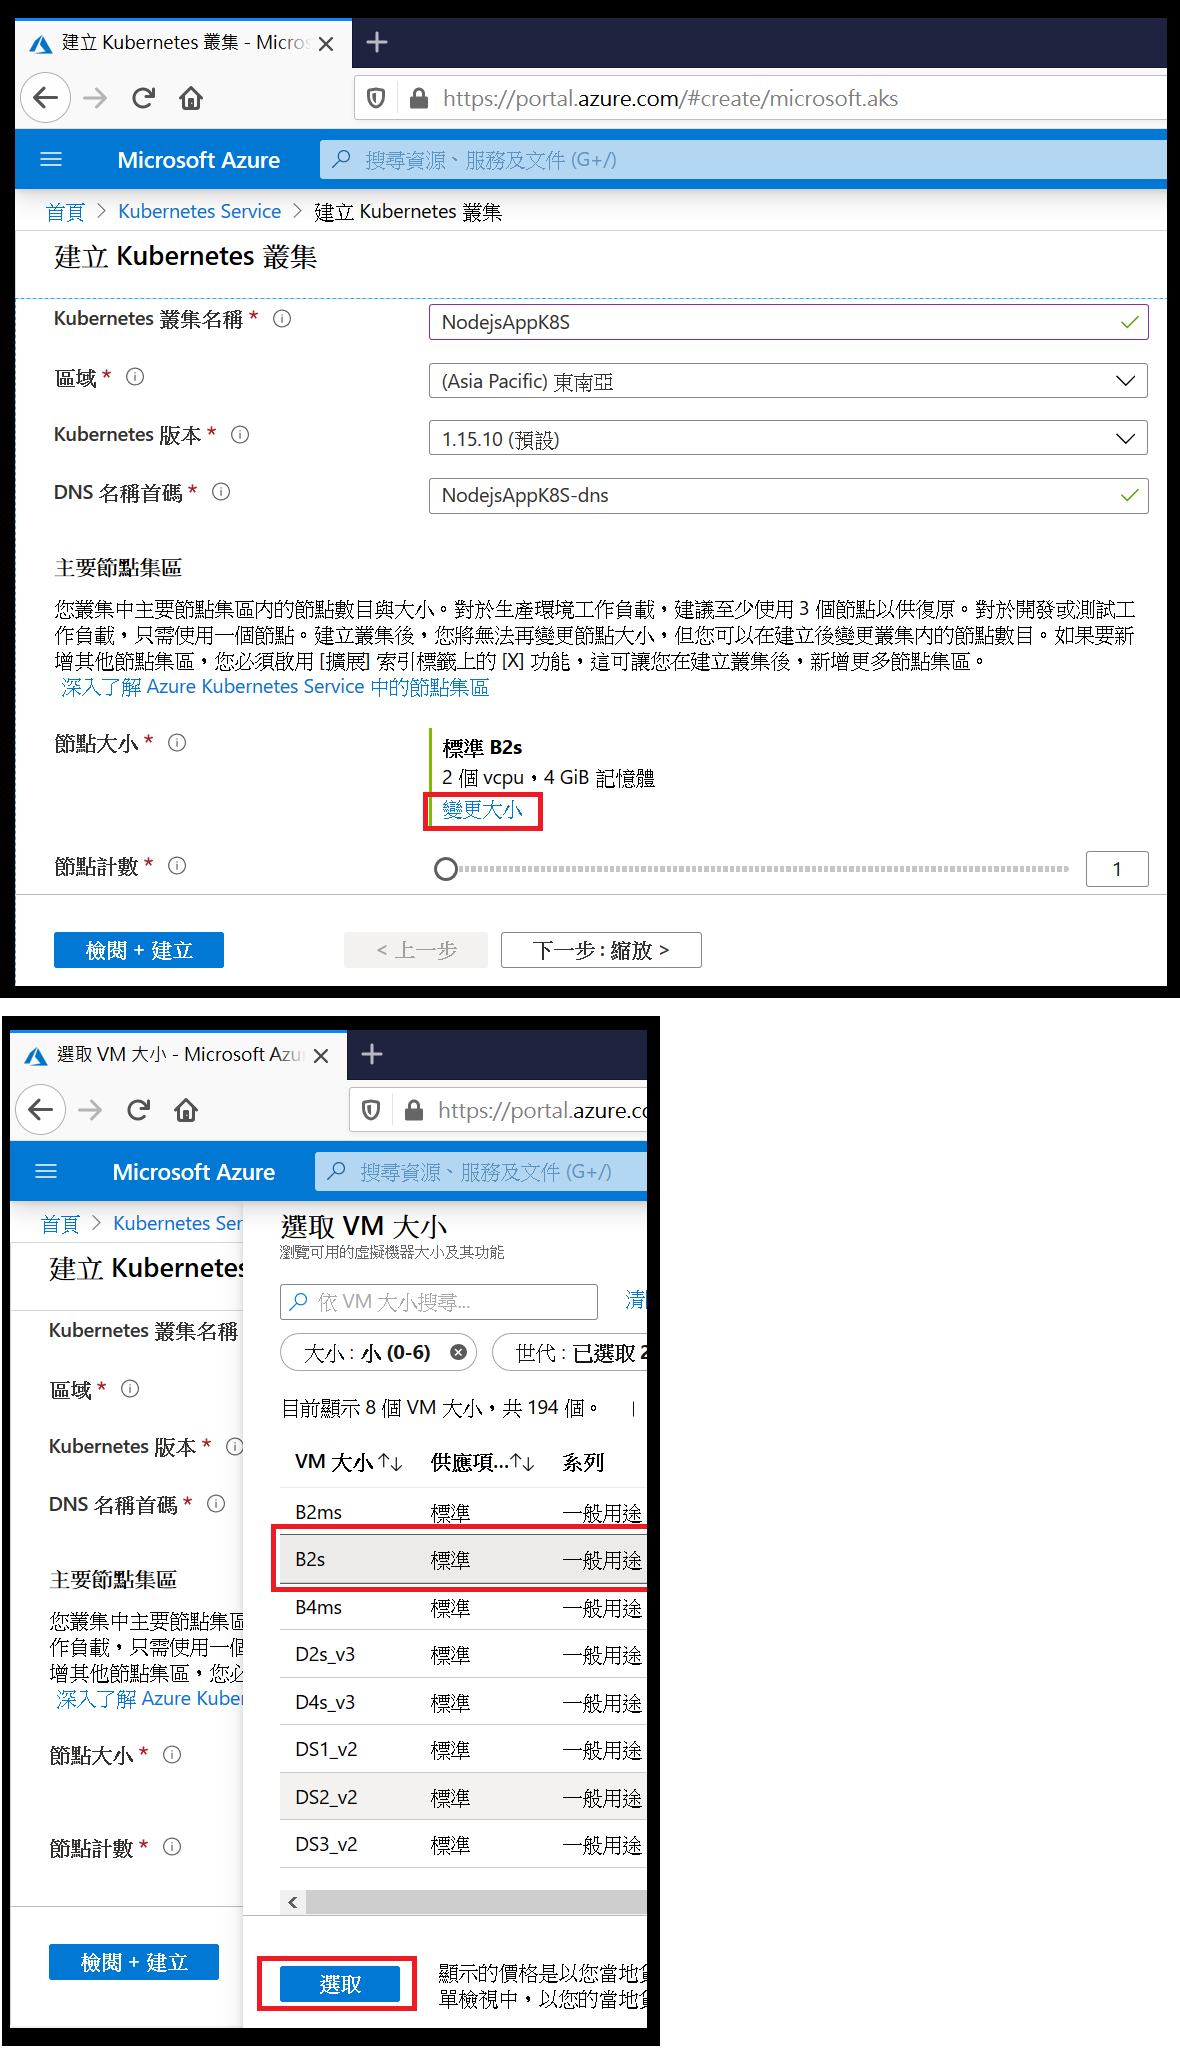 建立 Kubernetes 叢集 - Micros
https://portal.azure.com/#create/microsoft.aks
Microsoft Azure
搜尋資源、服務及文件 (G+/)
首頁 > Kubernetes Service > 建立 Kubernetes 叢集
建立 Kubernetes 叢集
Kubernetes 叢集名稱 *
NodejsAppK8S
區域 *
(Asia Pacific) 東南亞
Kubernetes 版本 *
1.15.10 (預設)
DNS 名稱首碼 *
NodejsAppK8S-dns
主要節點集區
您叢集中主要節點集區內的節點數目與大小。對於生產環境工作負載，建議至少使用 3 個節點以供復原。對於開發或測試工
作負載，只需使用一個節點。建立叢集後，您將無法再變更節點大小，但您可以在建立後變更叢集內的節點數目。如果要新
增其他節點集區，您必須啟用 [擴展] 索引標籤上的 [X] 功能，這可讓您在建立叢集後，新增更多節點集區。
深入了解 Azure Kubernetes Service 中的節點集區
節點大小 *
標準 B2s
2 個 vcpu，4 GiB 記憶體
變更大小
節點計數 *
1
檢閱 + 建立
< 上一步
下一步 : 縮放 >
選取 VM 大小 - Microsoft Azu
https://portal.azure.co
Microsoft Azure
搜尋資源、服務及文件 (G+/)
首頁 > Kubernetes Ser
建立 Kubernetes
Kubernetes 叢集名稱
區域 *
Kubernetes 版本 *
DNS 名稱首碼 *
主要節點集區
您叢集中主要節點集區
作負載，只需使用一個
增其他節點集區，您必
深入了解 Azure Kuber
節點大小 *
節點計數 *
檢閱 + 建立
選取 VM 大小
瀏覽可用的虛擬機器大小及其功能
依 VM 大小搜尋...
清
大小 : 小 (0-6)
世代 : 已選取 2
目前顯示 8 個 VM 大小，共 194 個。
VM 大小↑↓ 供應項...↑↓ 系列
B2ms 標準 一般用途
B2s 標準 一般用途
B4ms 標準 一般用途
D2s_v3 標準 一般用途
D4s_v3 標準 一般用途
DS1_v2 標準 一般用途
DS2_v2 標準 一般用途
DS3_v2 標準 一般用途
選取
顯示的價格是以您當地貨
單檢視中，以您的當地貨